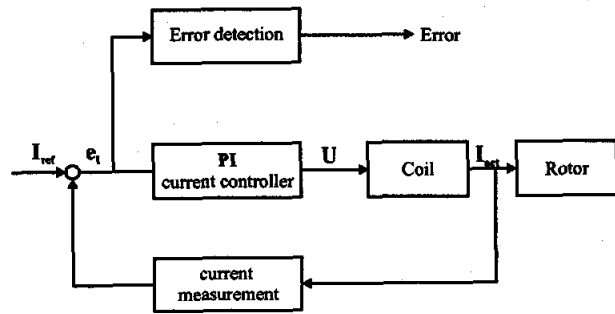 Error detection
Error
I_ref
e_i
PI
current controller
U
Coil
I_act
Rotor
current
measurement